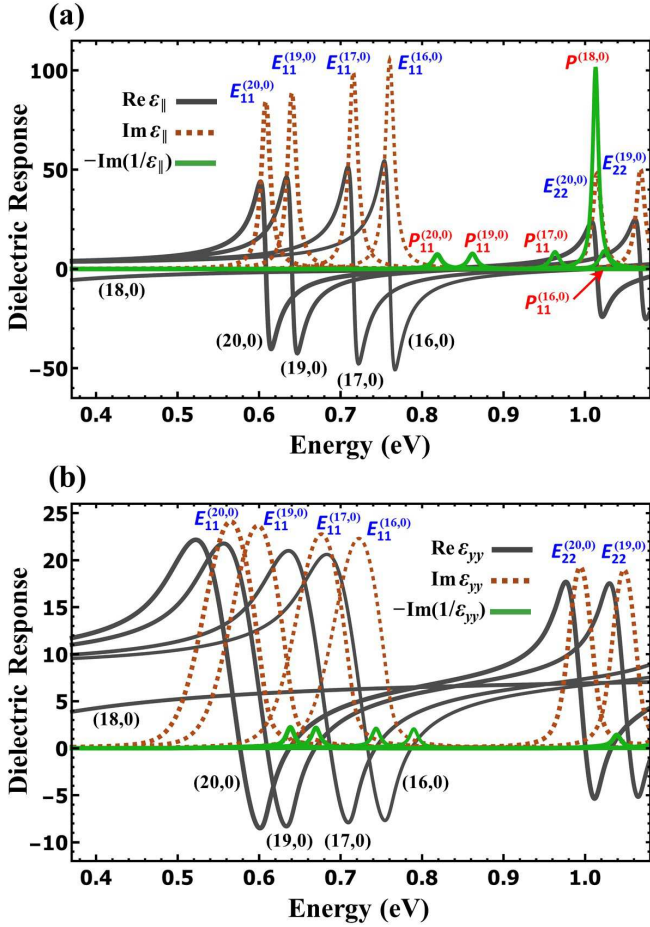 (a)
E₁₁⁽²⁰,⁰⁾ E₁₁⁽¹⁹,⁰⁾ E₁₁⁽¹⁷,⁰⁾ E₁₁⁽¹⁶,⁰⁾ P⁽¹⁸,⁰⁾
Re ε∥
Im ε∥
−Im(1/ε∥)
E₂₂⁽²⁰,⁰⁾ E₂₂⁽¹⁹,⁰⁾
P₁₁⁽²⁰,⁰⁾ P₁₁⁽¹⁹,⁰⁾ P₁₁⁽¹⁷,⁰⁾
P₁₁⁽¹⁶,⁰⁾
(18,0)
(20,0) (19,0) (17,0) (16,0)
100
50
0
−50
Dielectric Response
0.4 0.5 0.6 0.7 0.8 0.9 1.0
Energy (eV)
(b)
E₁₁⁽²⁰,⁰⁾ E₁₁⁽¹⁹,⁰⁾ E₁₁⁽¹⁷,⁰⁾ E₁₁⁽¹⁶,⁰⁾
Re εyy
Im εyy
−Im(1/εyy)
E₂₂⁽²⁰,⁰⁾ E₂₂⁽¹⁹,⁰⁾
(18,0)
(20,0) (19,0) (17,0) (16,0)
25
20
15
10
5
0
−5
−10
Dielectric Response
0.4 0.5 0.6 0.7 0.8 0.9 1.0
Energy (eV)